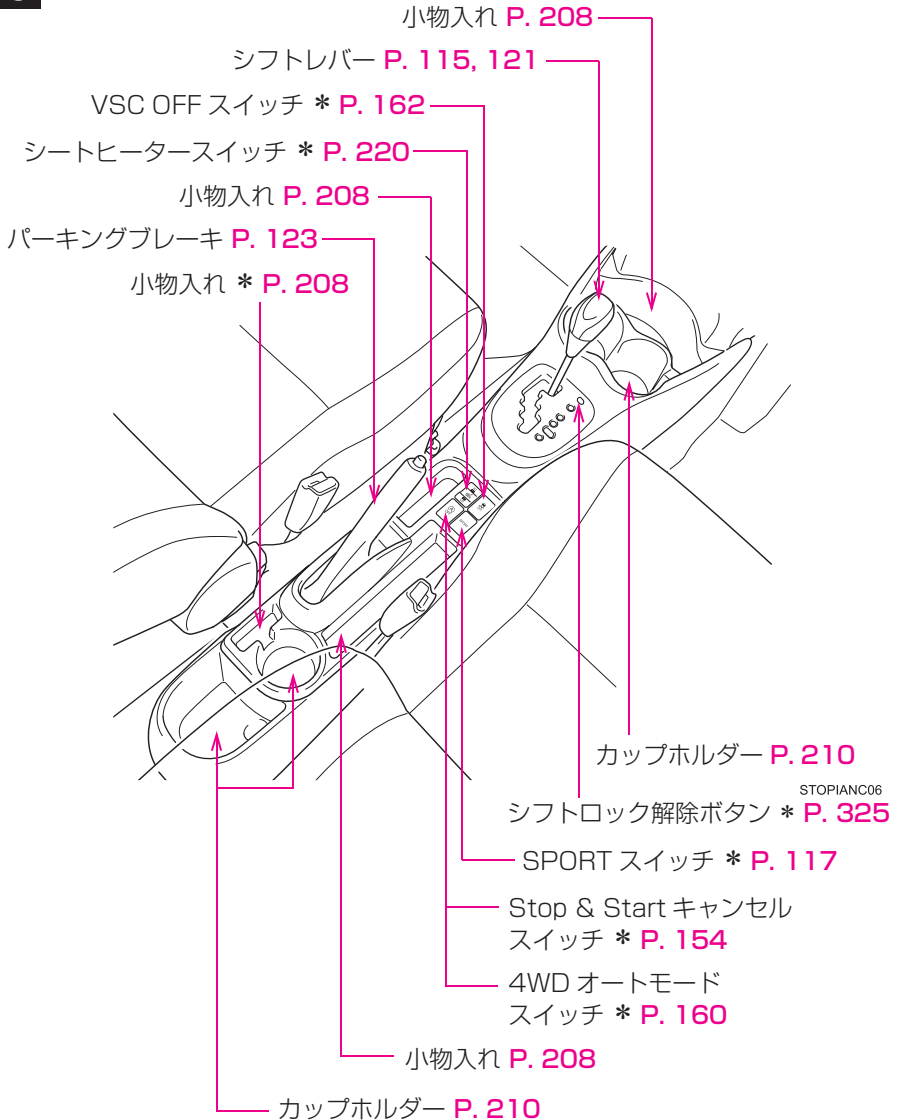 小物入れ P. 208
シフトレバー P. 115, 121
VSC OFF スイッチ * P. 162
シートヒータースイッチ * P. 220
小物入れ P. 208
パーキングブレーキ P. 123
小物入れ * P. 208
カップホルダー P. 210
STOPIANC06
シフトロック解除ボタン * P. 325
SPORT スイッチ * P. 117
Stop & Start キャンセル
スイッチ * P. 154
4WD オートモード
スイッチ * P. 160
小物入れ P. 208
カップホルダー P. 210